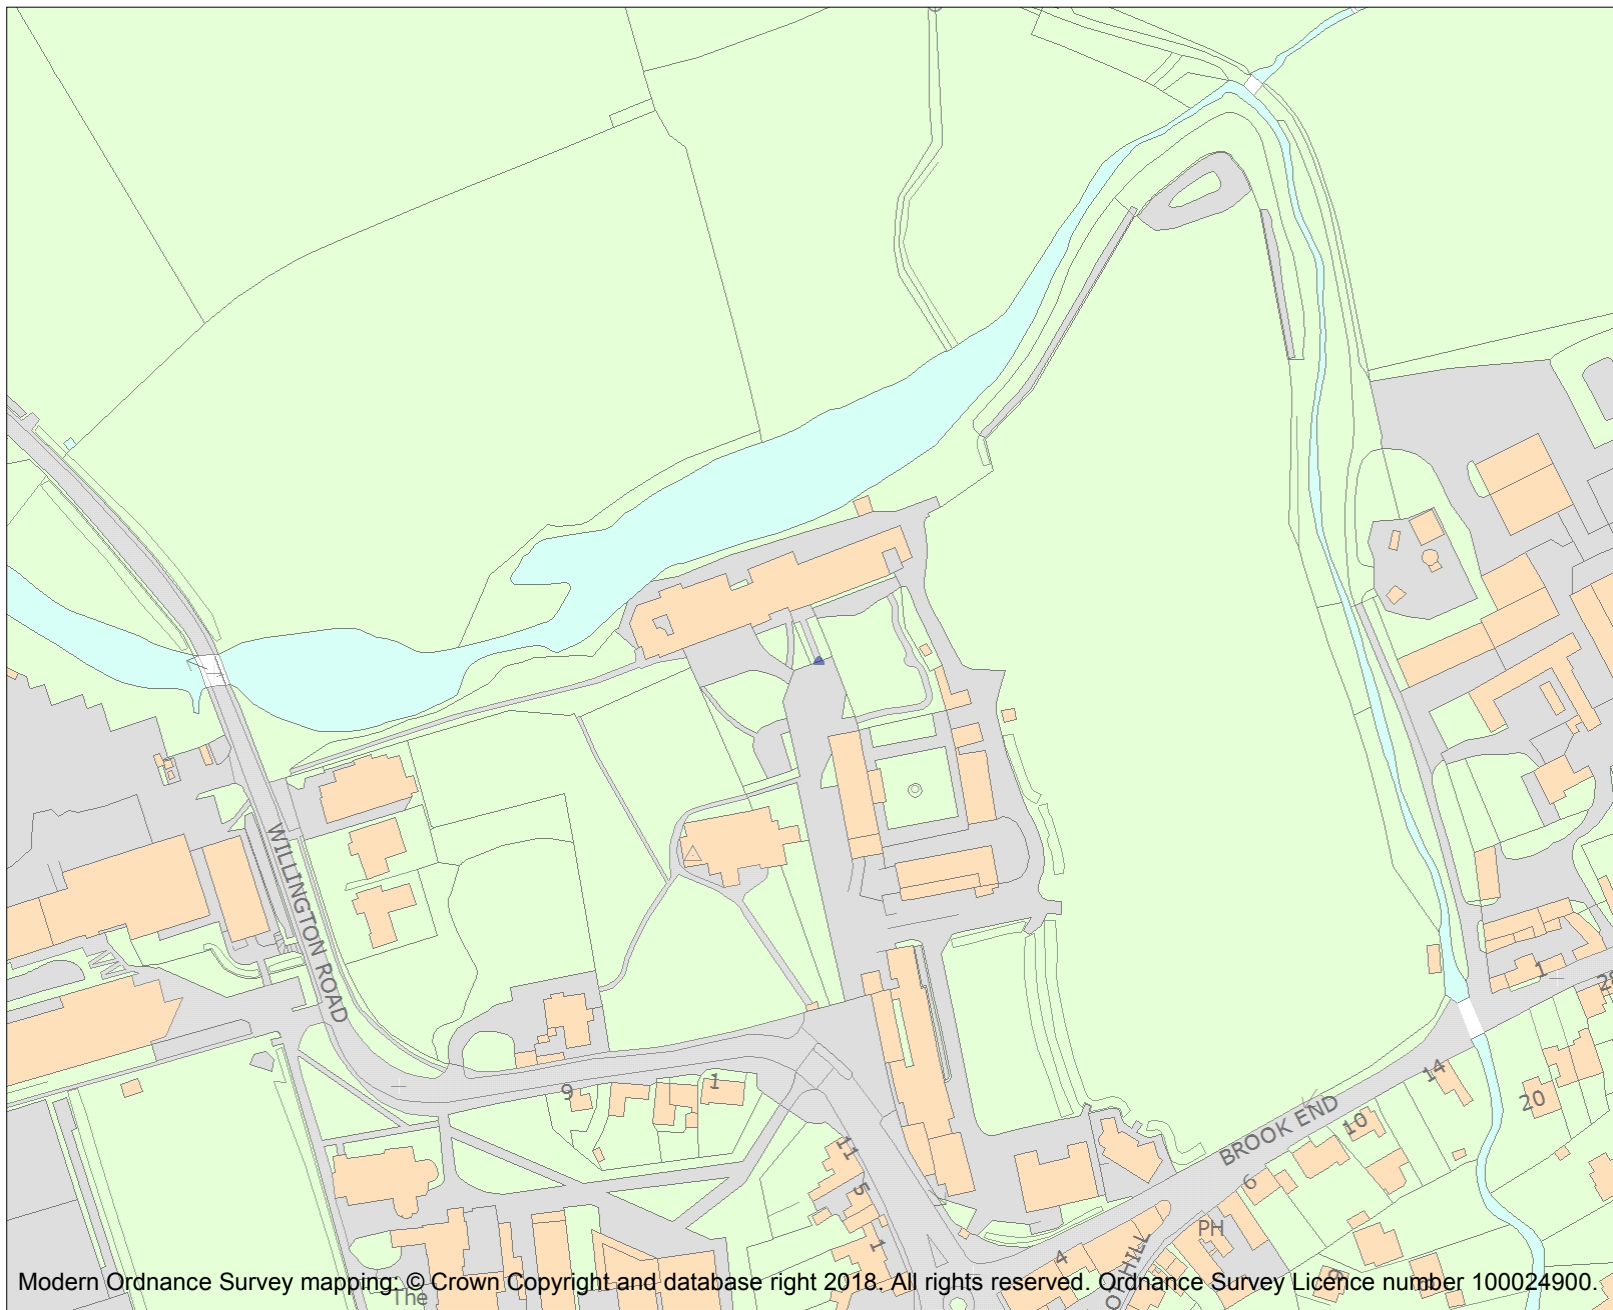 WILLINGTON ROAD
1
28
9
1
14
20
BROOK END
10
11
5
6
PH
1
4
Modern Ordnance Survey mapping: © Crown Copyright and database right 2018. All rights reserved. Ordnance Survey Licence number 100024900.
The